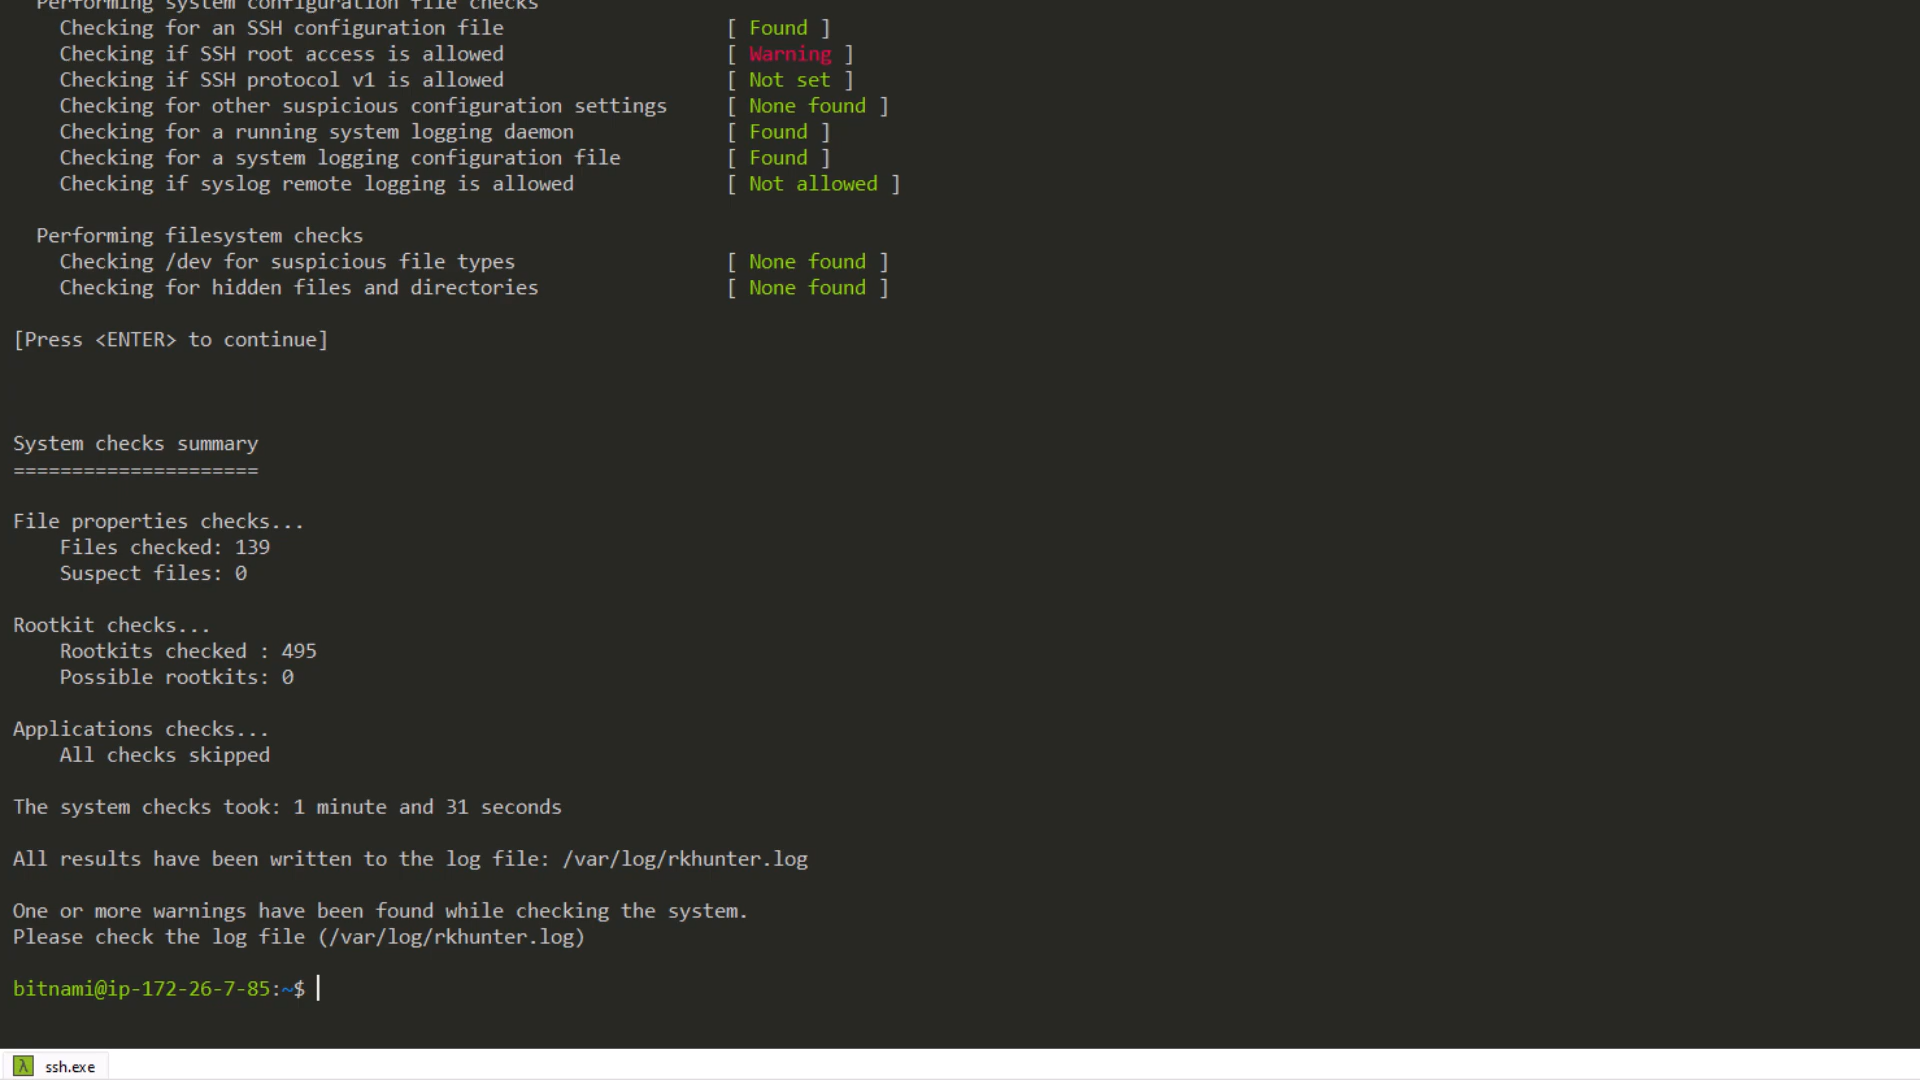 Performing system configuration file checks
Checking for an SSH configuration file [ Found ]
Checking if SSH root access is allowed [ Warning ]
Checking if SSH protocol v1 is allowed [ Not set ]
Checking for other suspicious configuration settings [ None found ]
Checking for a running system logging daemon [ Found ]
Checking for a system logging configuration file [ Found ]
Checking if syslog remote logging is allowed [ Not allowed ]
Performing filesystem checks
Checking /dev for suspicious file types [ None found ]
Checking for hidden files and directories [ None found ]
[Press <ENTER> to continue]
System checks summary
=====================
File properties checks...
Files checked: 139
Suspect files: 0
Rootkit checks...
Rootkits checked : 495
Possible rootkits: 0
Applications checks...
All checks skipped
The system checks took: 1 minute and 31 seconds
All results have been written to the log file: /var/log/rkhunter.log
One or more warnings have been found while checking the system.
Please check the log file (/var/log/rkhunter.log)
bitnami@ip-172-26-7-85:~$
λ ssh.exe